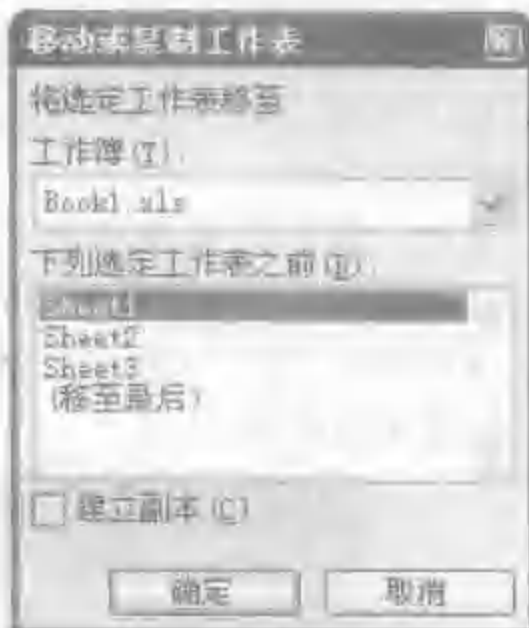 移动或复制工作表
将选定工作表移至
工作簿(T):
Book1.xls
下列选定工作表之前(B):
Sheet1
Sheet2
Sheet3
(移至最后)
建立副本(C)
确定 取消